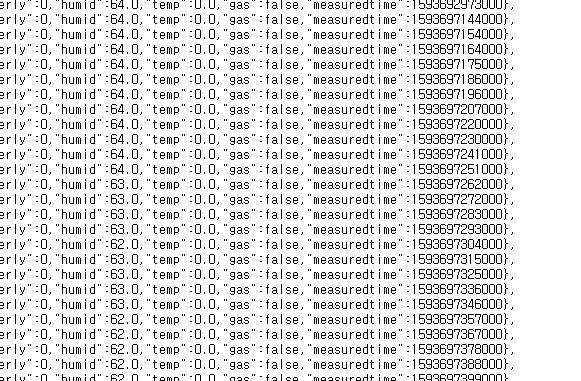 erly":0,"humid":64.0,"temp":0.0,"gas":false,"measuredtime":1593692973000},
erly":0,"humid":64.0,"temp":0.0,"gas":false,"measuredtime":1593697144000},
erly":0,"humid":64.0,"temp":0.0,"gas":false,"measuredtime":1593697154000},
erly":0,"humid":64.0,"temp":0.0,"gas":false,"measuredtime":1593697164000},
erly":0,"humid":64.0,"temp":0.0,"gas":false,"measuredtime":1593697175000},
erly":0,"humid":64.0,"temp":0.0,"gas":false,"measuredtime":1593697186000},
erly":0,"humid":64.0,"temp":0.0,"gas":false,"measuredtime":1593697196000},
erly":0,"humid":64.0,"temp":0.0,"gas":false,"measuredtime":1593697207000},
erly":0,"humid":64.0,"temp":0.0,"gas":false,"measuredtime":1593697220000},
erly":0,"humid":64.0,"temp":0.0,"gas":false,"measuredtime":1593697230000},
erly":0,"humid":64.0,"temp":0.0,"gas":false,"measuredtime":1593697241000},
erly":0,"humid":64.0,"temp":0.0,"gas":false,"measuredtime":1593697251000},
erly":0,"humid":63.0,"temp":0.0,"gas":false,"measuredtime":1593697262000},
erly":0,"humid":63.0,"temp":0.0,"gas":false,"measuredtime":1593697272000},
erly":0,"humid":63.0,"temp":0.0,"gas":false,"measuredtime":1593697283000},
erly":0,"humid":63.0,"temp":0.0,"gas":false,"measuredtime":1593697293000},
erly":0,"humid":62.0,"temp":0.0,"gas":false,"measuredtime":1593697304000},
erly":0,"humid":63.0,"temp":0.0,"gas":false,"measuredtime":1593697315000},
erly":0,"humid":63.0,"temp":0.0,"gas":false,"measuredtime":1593697325000},
erly":0,"humid":63.0,"temp":0.0,"gas":false,"measuredtime":1593697336000},
erly":0,"humid":63.0,"temp":0.0,"gas":false,"measuredtime":1593697346000},
erly":0,"humid":62.0,"temp":0.0,"gas":false,"measuredtime":1593697357000},
erly":0,"humid":62.0,"temp":0.0,"gas":false,"measuredtime":1593697367000},
erly":0,"humid":62.0,"temp":0.0,"gas":false,"measuredtime":1593697378000},
erly":0,"humid":62.0,"temp":0.0,"gas":false,"measuredtime":1593697388000},
erly":0,"humid":62.0,"temp":0.0,"gas":false,"measuredtime":1593697399000},